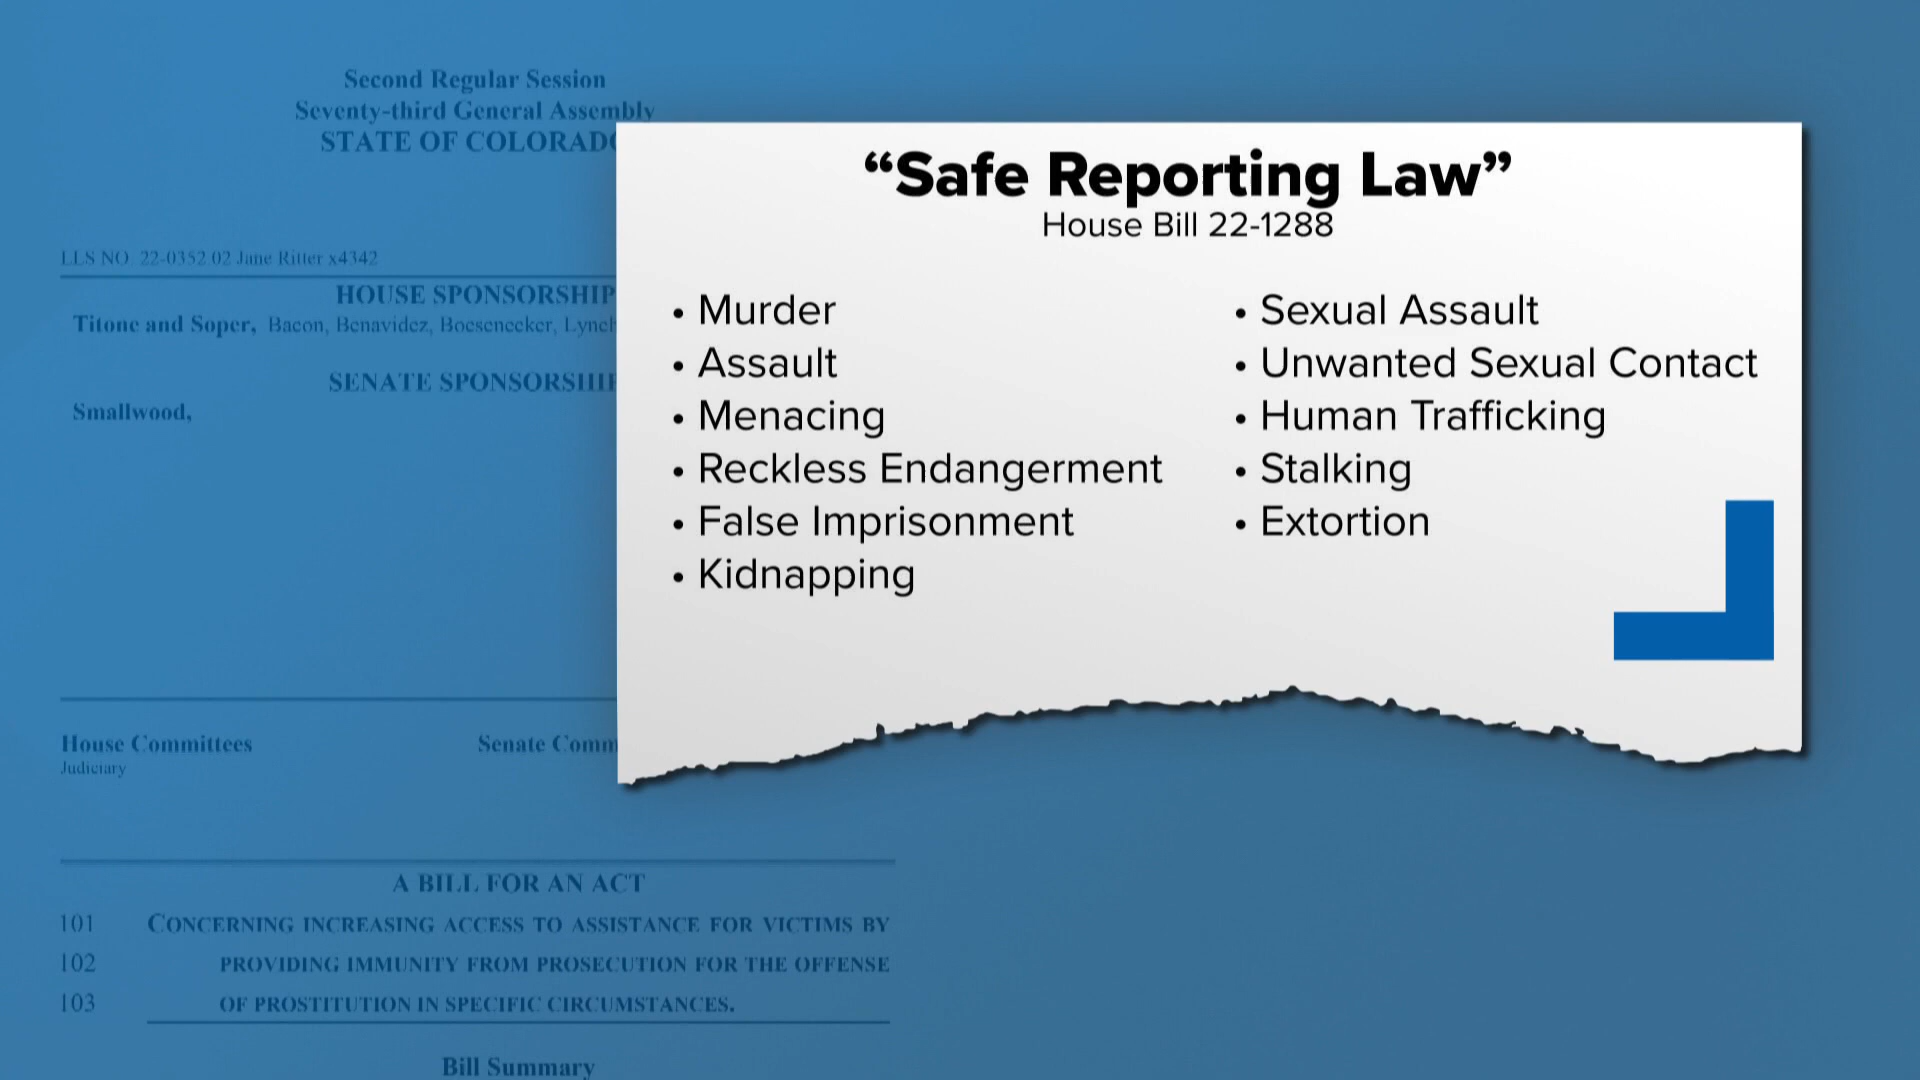 Second Regular Session
Seventy-third General Assembly
STATE OF COLORADO
LLS NO. 22-0352.02 Jane Ritter x4342
HOUSE SPONSORSHIP
Titone and Soper, Bacon, Benavidez, Boesenecker, Lynch
SENATE SPONSORSHIP
Smallwood,
House Committees
Senate Comm
Judiciary
A BILL FOR AN ACT
101 CONCERNING INCREASING ACCESS TO ASSISTANCE FOR VICTIMS BY
102 PROVIDING IMMUNITY FROM PROSECUTION FOR THE OFFENSE
103 OF PROSTITUTION IN SPECIFIC CIRCUMSTANCES.
Bill Summary
“Safe Reporting Law”
House Bill 22-1288
• Murder
• Assault
• Menacing
• Reckless Endangerment
• False Imprisonment
• Kidnapping
• Sexual Assault
• Unwanted Sexual Contact
• Human Trafficking
• Stalking
• Extortion